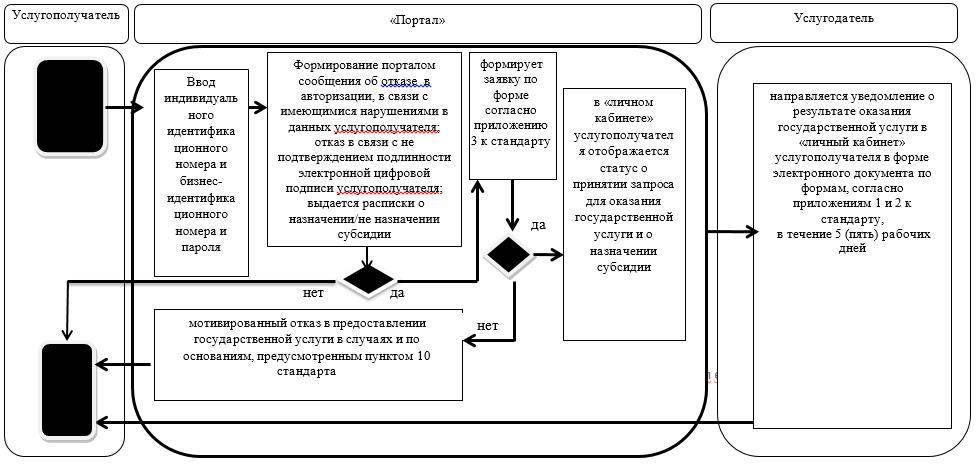 Услугополучатель
«Портал»
Услугодатель
Ввод
индивидуаль
ного
идентифика
ционного
номера и
бизнес-
идентифика
ционного
номера и
пароля
Формирование порталом
сообщения об отказе  в
авторизации, в связи с
имеющимися нарушениями в
данных услугополучателя;
отказ в связи с не
подтверждением подлинности
электронной цифровой
подписи услугополучателя;
выдается расписки о
назначении/не назначении
субсидии
формирует
заявку по
форме
согласно
приложению
3 к стандарту
в «личном
кабинете»
услугополучател
я отображается
статус о
принятии запроса
для оказания
государственной
услуги и о
назначении
субсидии
направляется уведомление о
результате оказания
государственной услуги в
«личный кабинет»
услугополучателя в форме
электронного документа по
формам, согласно
приложениям 1 и 2 к
стандарту,
в течение 5 (пять) рабочих
дней
да
нет
да
нет
мотивированный отказ в предоставлении
государственной услуги в случаях и по
основаниям, предусмотренным пунктом 10
стандарта